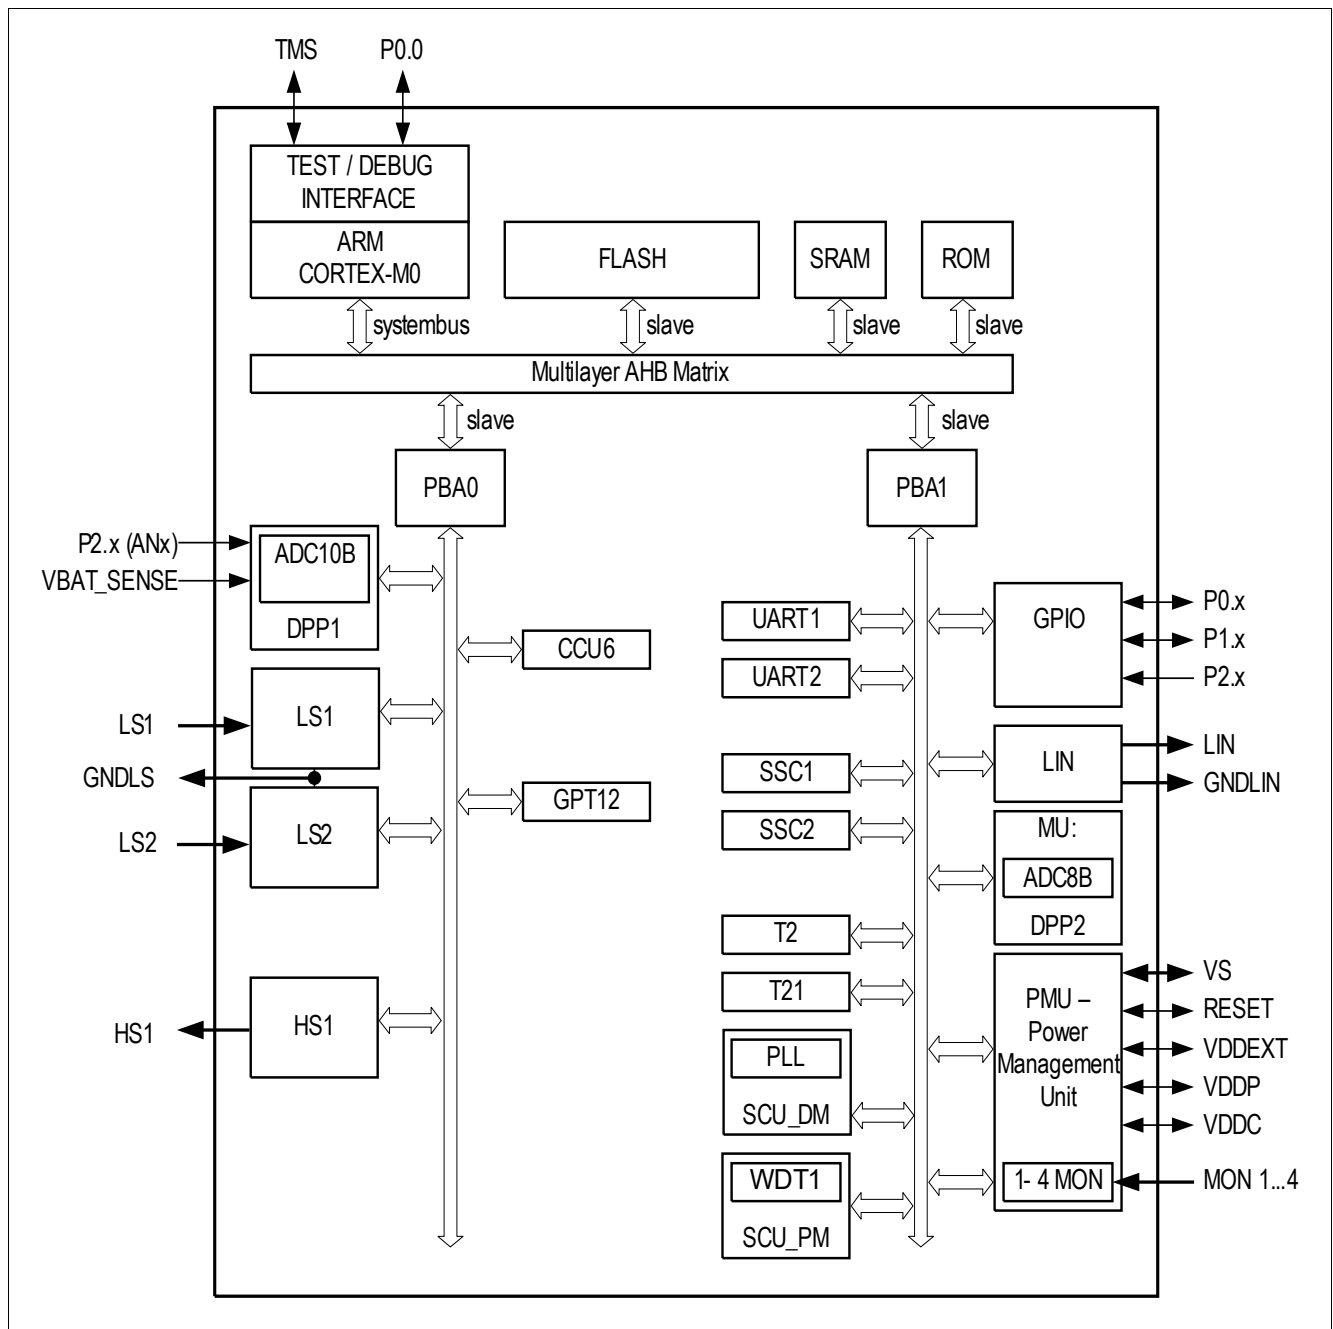 TMS
P0.0
TEST / DEBUG
INTERFACE
ARM
CORTEX-M0
FLASH
SRAM
ROM
systembus
slave
slave
slave
Multilayer AHB Matrix
slave
slave
PBA0
PBA1
P2.x (ANx)
VBAT_SENSE
ADC10B
DPP1
CCU6
LS1
LS1
GNDLS
GPT12
LS2
LS2
HS1
HS1
UART1
UART2
SSC1
SSC2
T2
T21
PLL
SCU_DM
WDT1
SCU_PM
GPIO
P0.x
P1.x
P2.x
LIN
LIN
GNDLIN
MU:
ADC8B
DPP2
PMU –
Power
Management
Unit
1- 4 MON
VS
RESET
VDDEXT
VDDP
VDDC
MON 1...4